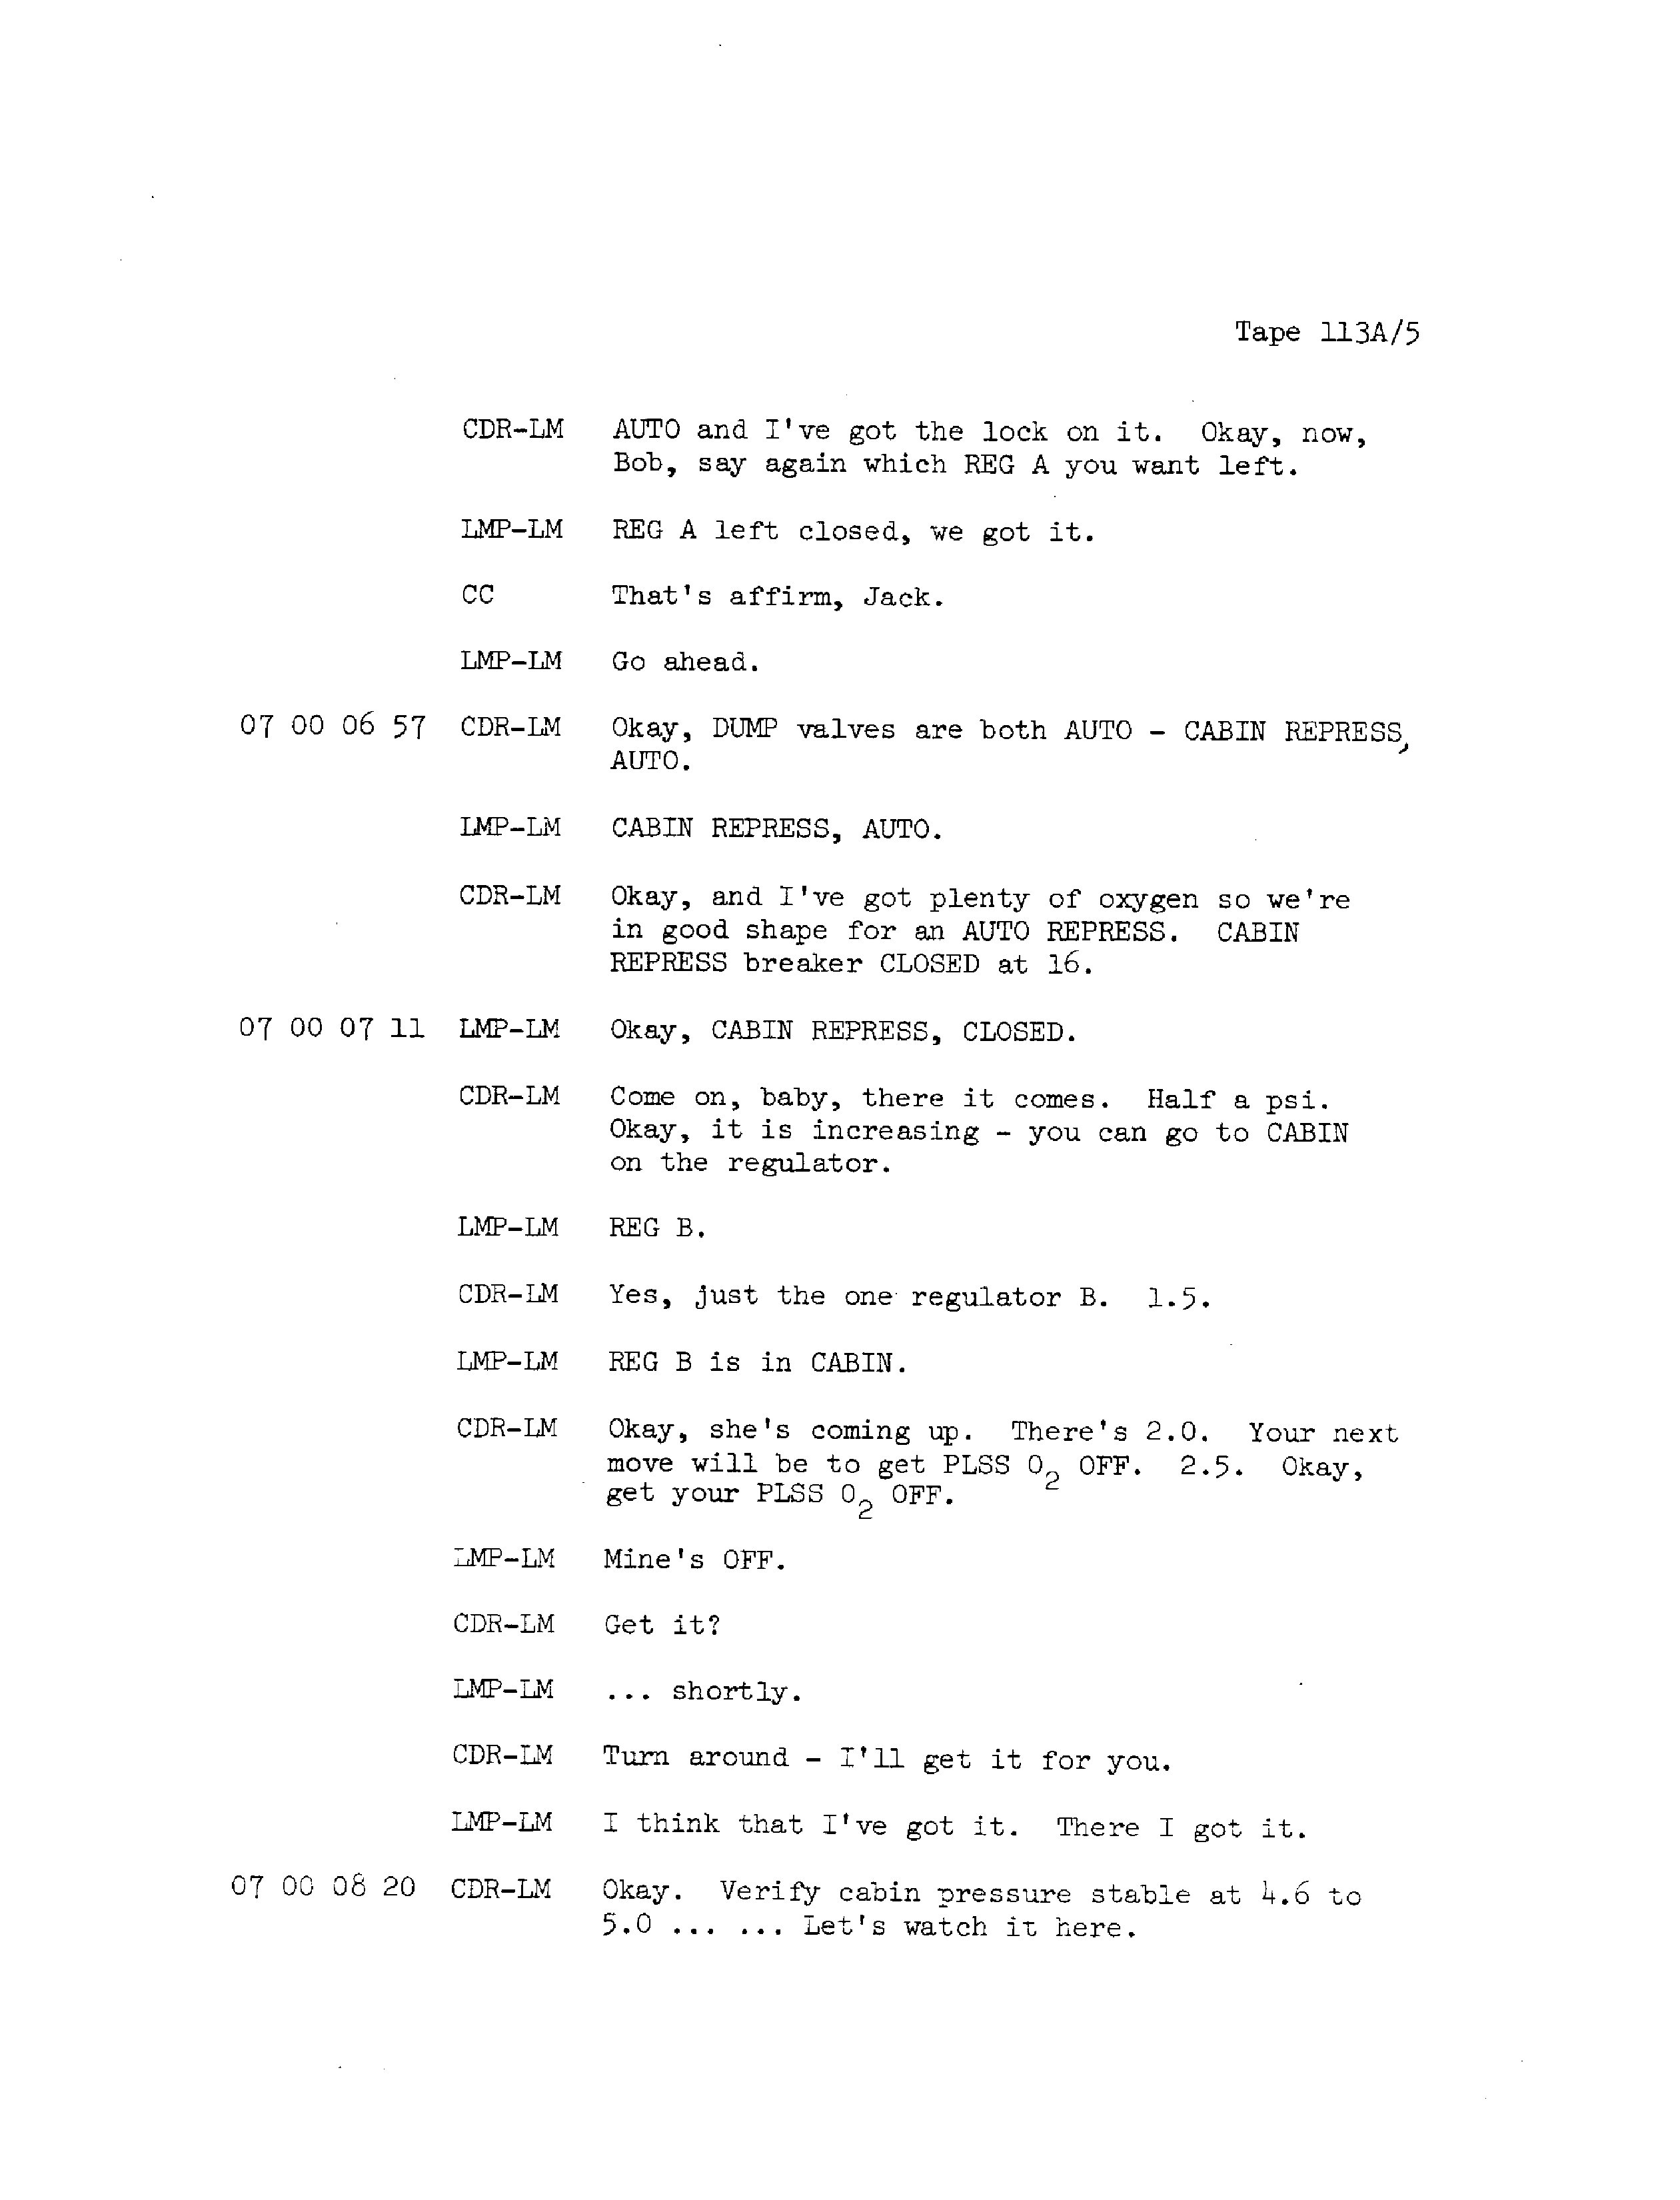 Tape 113A/5
CDR-LM AUTO and I've got the lock on it. Okay, now,
Bob, say again which REG A you want left.
LMP-LM REG A left closed, we got it.
CC That's affirm, Jack.
LMP-LM Go ahead.
07 00 06 57 CDR-LM Okay, DUMP valves are both AUTO - CABIN REPRESS,
AUTO.
LMP-LM CABIN REPRESS, AUTO.
CDR-LM Okay, and I've got plenty of oxygen so we're
in good shape for an AUTO REPRESS. CABIN
REPRESS breaker CLOSED at 16.
07 00 07 11 LMP-LM Okay, CABIN REPRESS, CLOSED.
CDR-LM Come on, baby, there it comes. Half a psi.
Okay, it is increasing - you can go to CABIN
on the regulator.
LMP-LM REG B.
CDR-LM Yes, just the one regulator B. 1.5.
LMP-LM REG B is in CABIN.
CDR-LM Okay, she's coming up. There's 2.0. Your next
move will be to get PLSS O₂ OFF. 2.5. Okay,
get your PLSS O₂ OFF.
LMP-LM Mine's OFF.
CDR-LM Get it?
LMP-LM ... shortly.
CDR-LM Turn around - I'll get it for you.
LMP-LM I think that I've got it. There I got it.
07 00 08 20 CDR-LM Okay. Verify cabin pressure stable at 4.6 to
5.0 ... ... Let's watch it here.